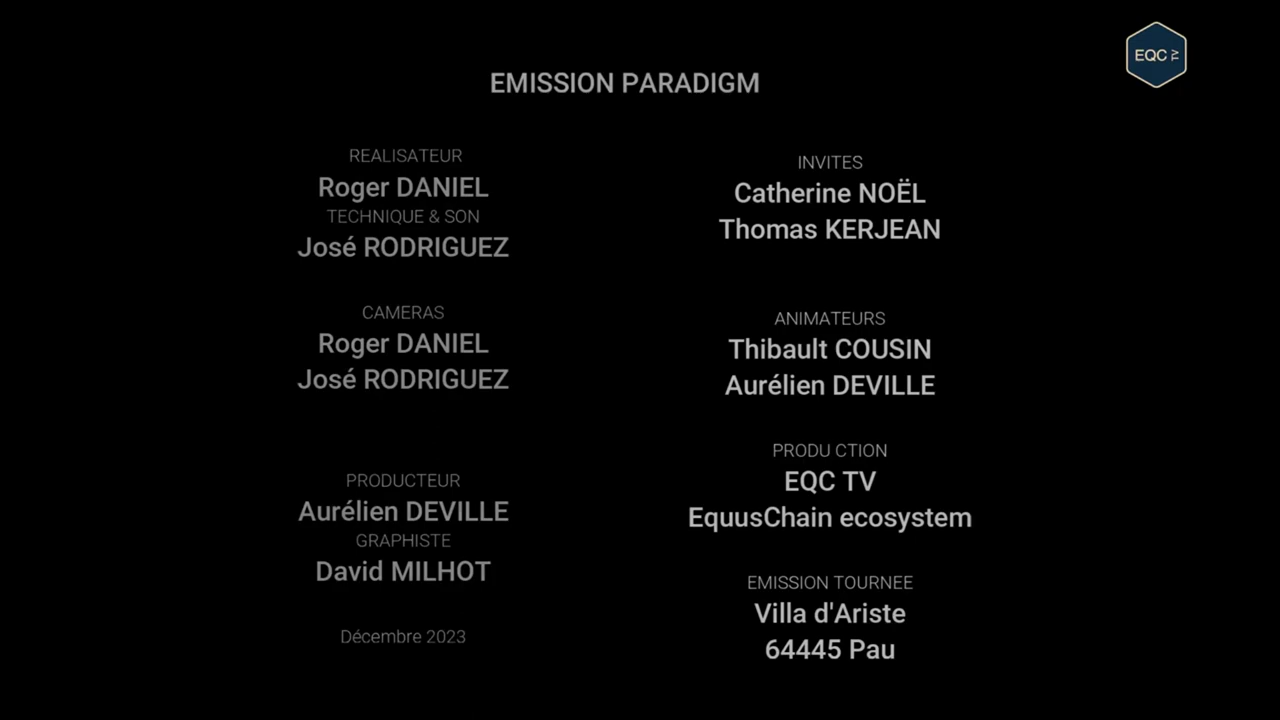 EQC TV
EMISSION PARADIGM
REALISATEUR
Roger DANIEL
TECHNIQUE & SON
José RODRIGUEZ
CAMERAS
Roger DANIEL
José RODRIGUEZ
PRODUCTEUR
Aurélien DEVILLE
GRAPHISTE
David MILHOT
Décembre 2023
INVITES
Catherine NOËL
Thomas KERJEAN
ANIMATEURS
Thibault COUSIN
Aurélien DEVILLE
PRODU CTION
EQC TV
EquusChain ecosystem
EMISSION TOURNEE
Villa d'Ariste
64445 Pau